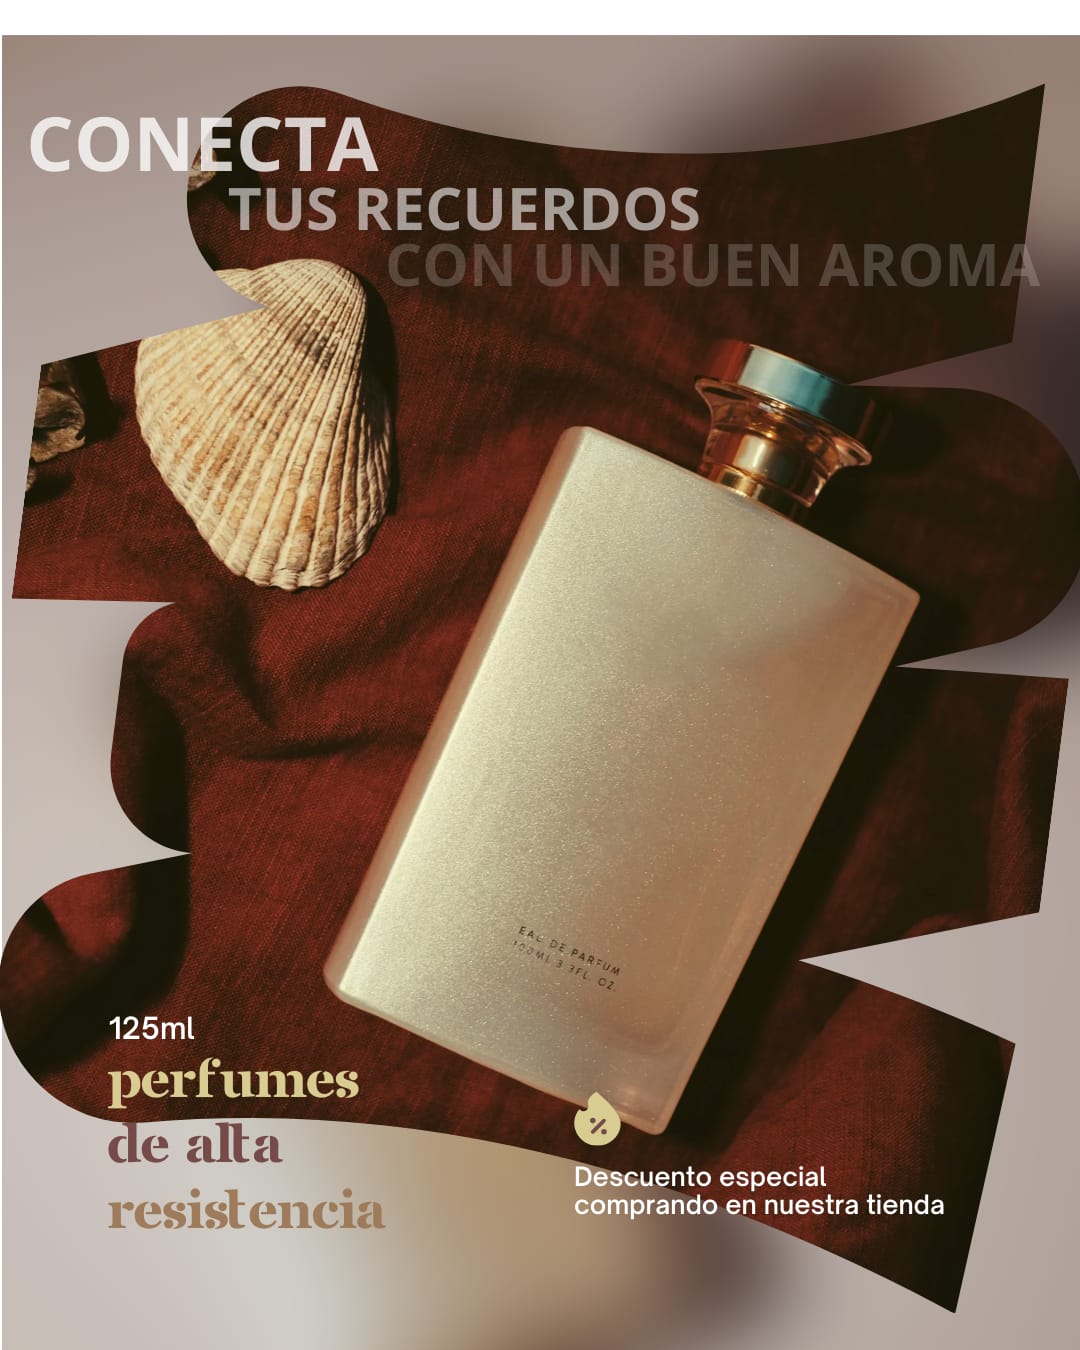 CONECTA
TUS RECUERDOS
CON UN BUEN AROMA
EAU DE PARFUM
100ML 3.3FL. OZ.
125ml
perfumes
de alta
resistencia
%
Descuento especial
comprando en nuestra tienda